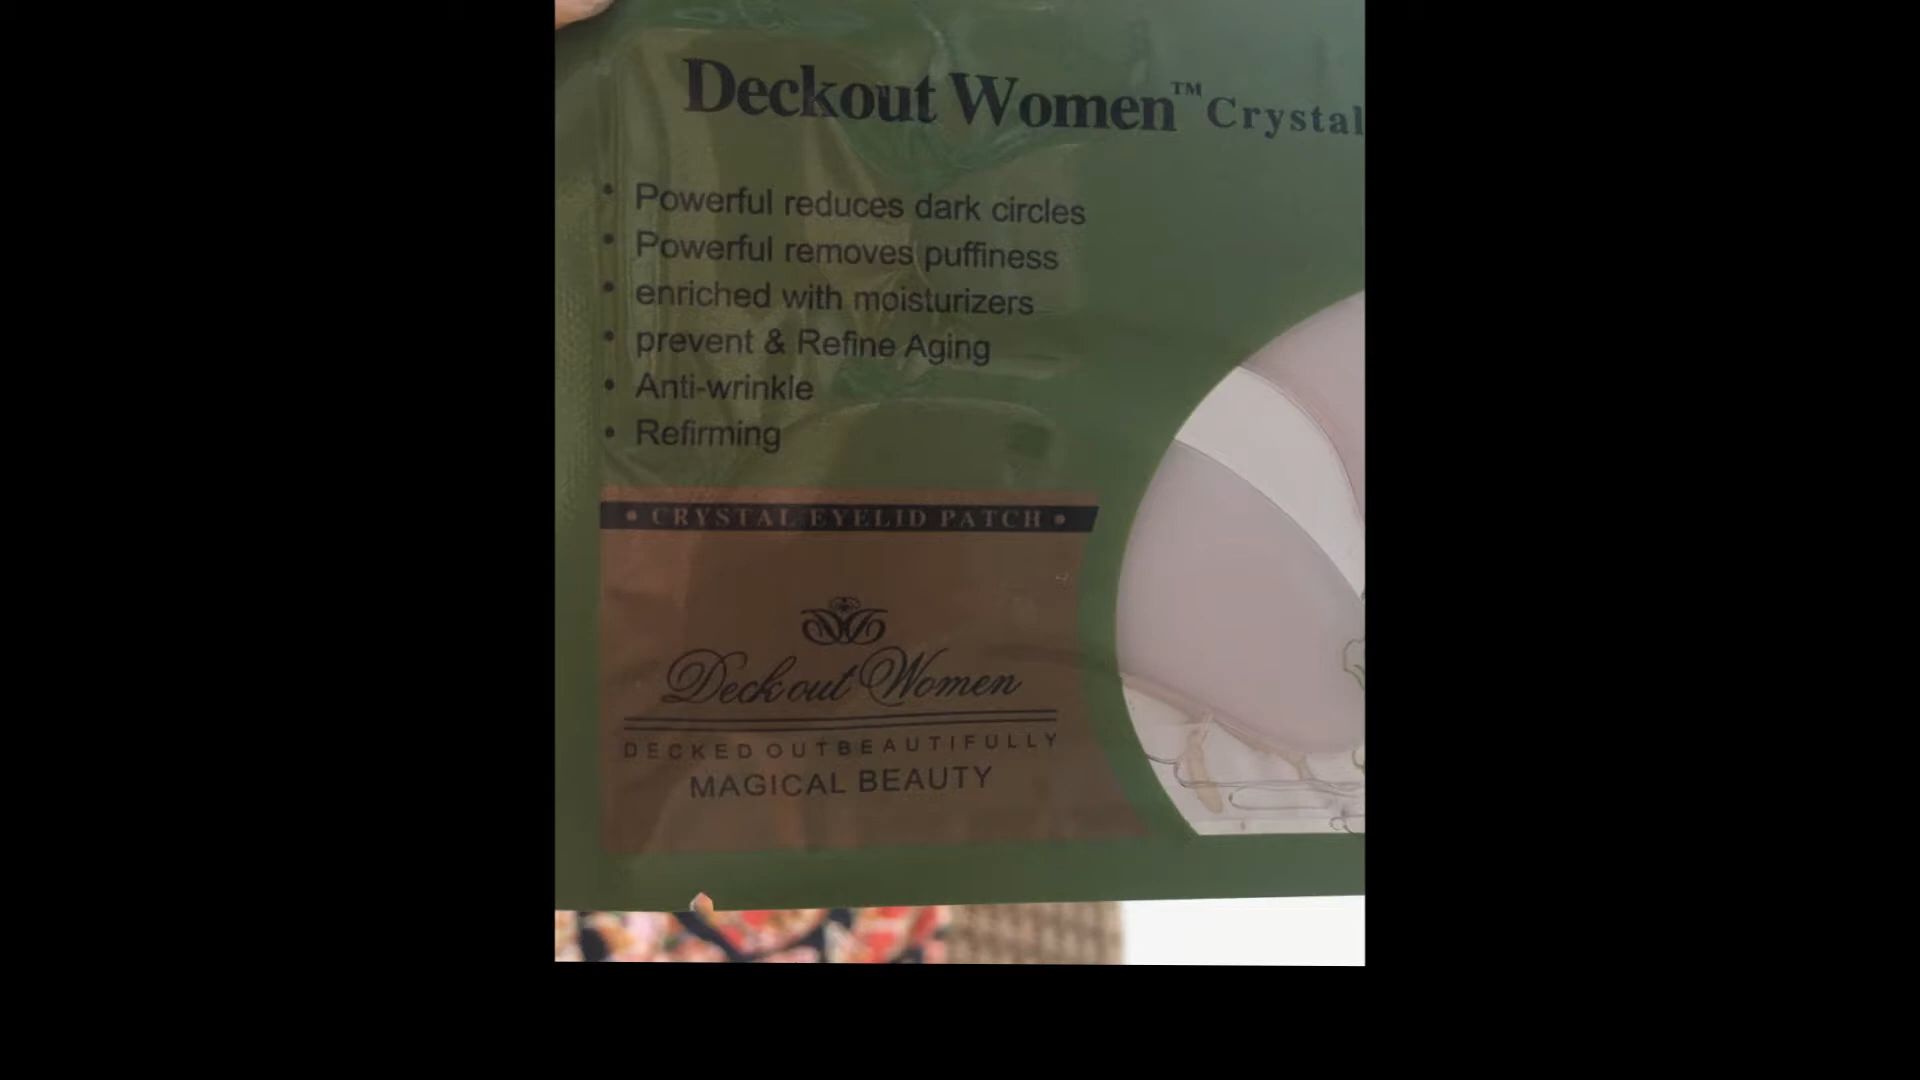 Deckout Women™ Crystal
• Powerful reduces dark circles
• Powerful removes puffiness
• enriched with moisturizers
• prevent & Refine Aging
• Anti-wrinkle
• Refirming
• CRYSTAL EYELID PATCH •
Deckout Women
DECKED OUT BEAUTIFULLY
MAGICAL BEAUTY